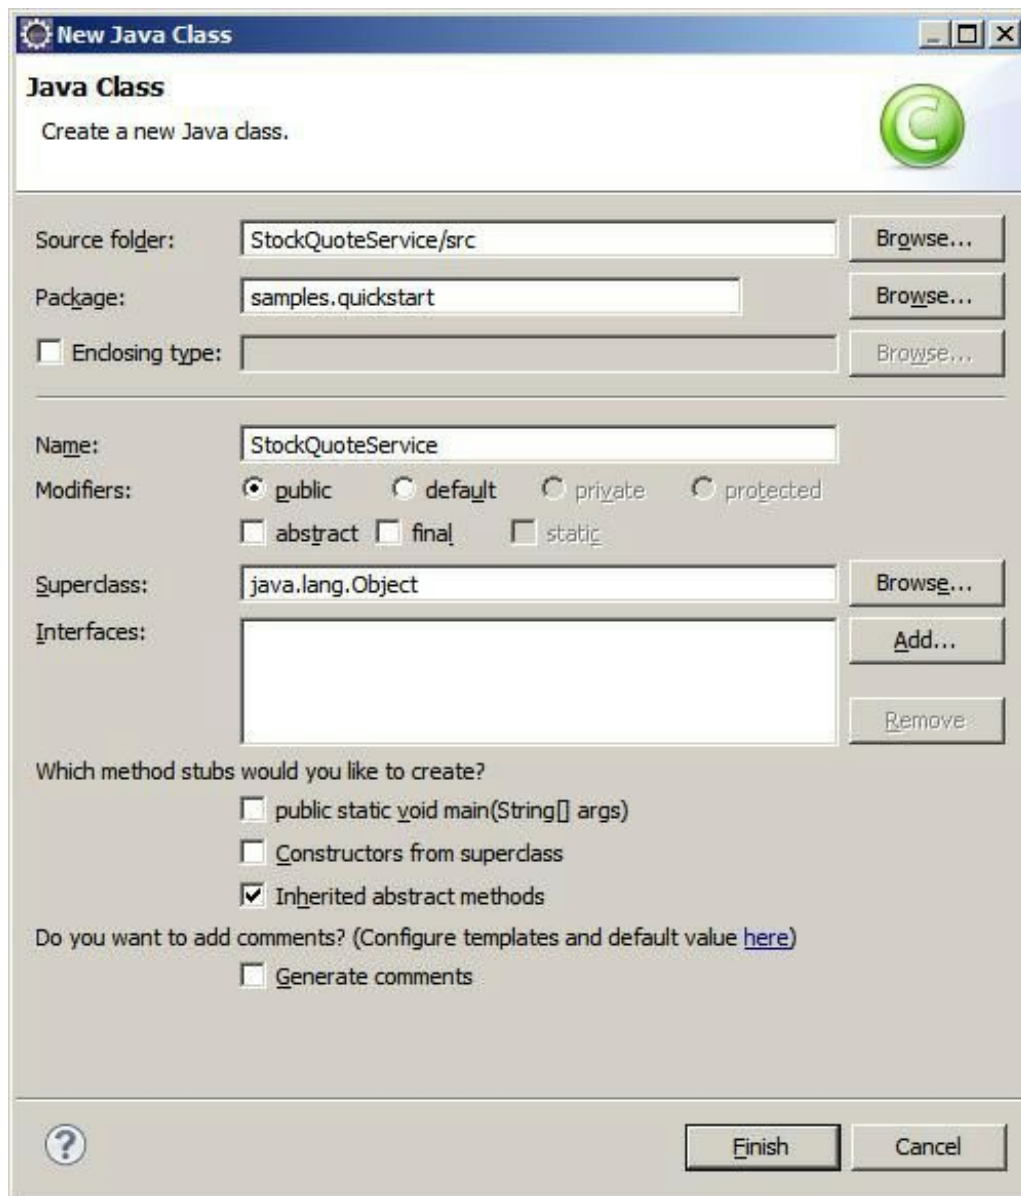 New Java Class
Java Class
Create a new Java class.
C
Source folder: StockQuoteService/src Browse...
Package: samples.quickstart Browse...
Enclosing type: Browse...
Name: StockQuoteService
Modifiers: public default private protected
abstract final static
Superclass: java.lang.Object Browse...
Interfaces: Add...
Remove
Which method stubs would you like to create?
public static void main(String[] args)
Constructors from superclass
Inherited abstract methods
Do you want to add comments? (Configure templates and default value here)
Generate comments
? Finish Cancel